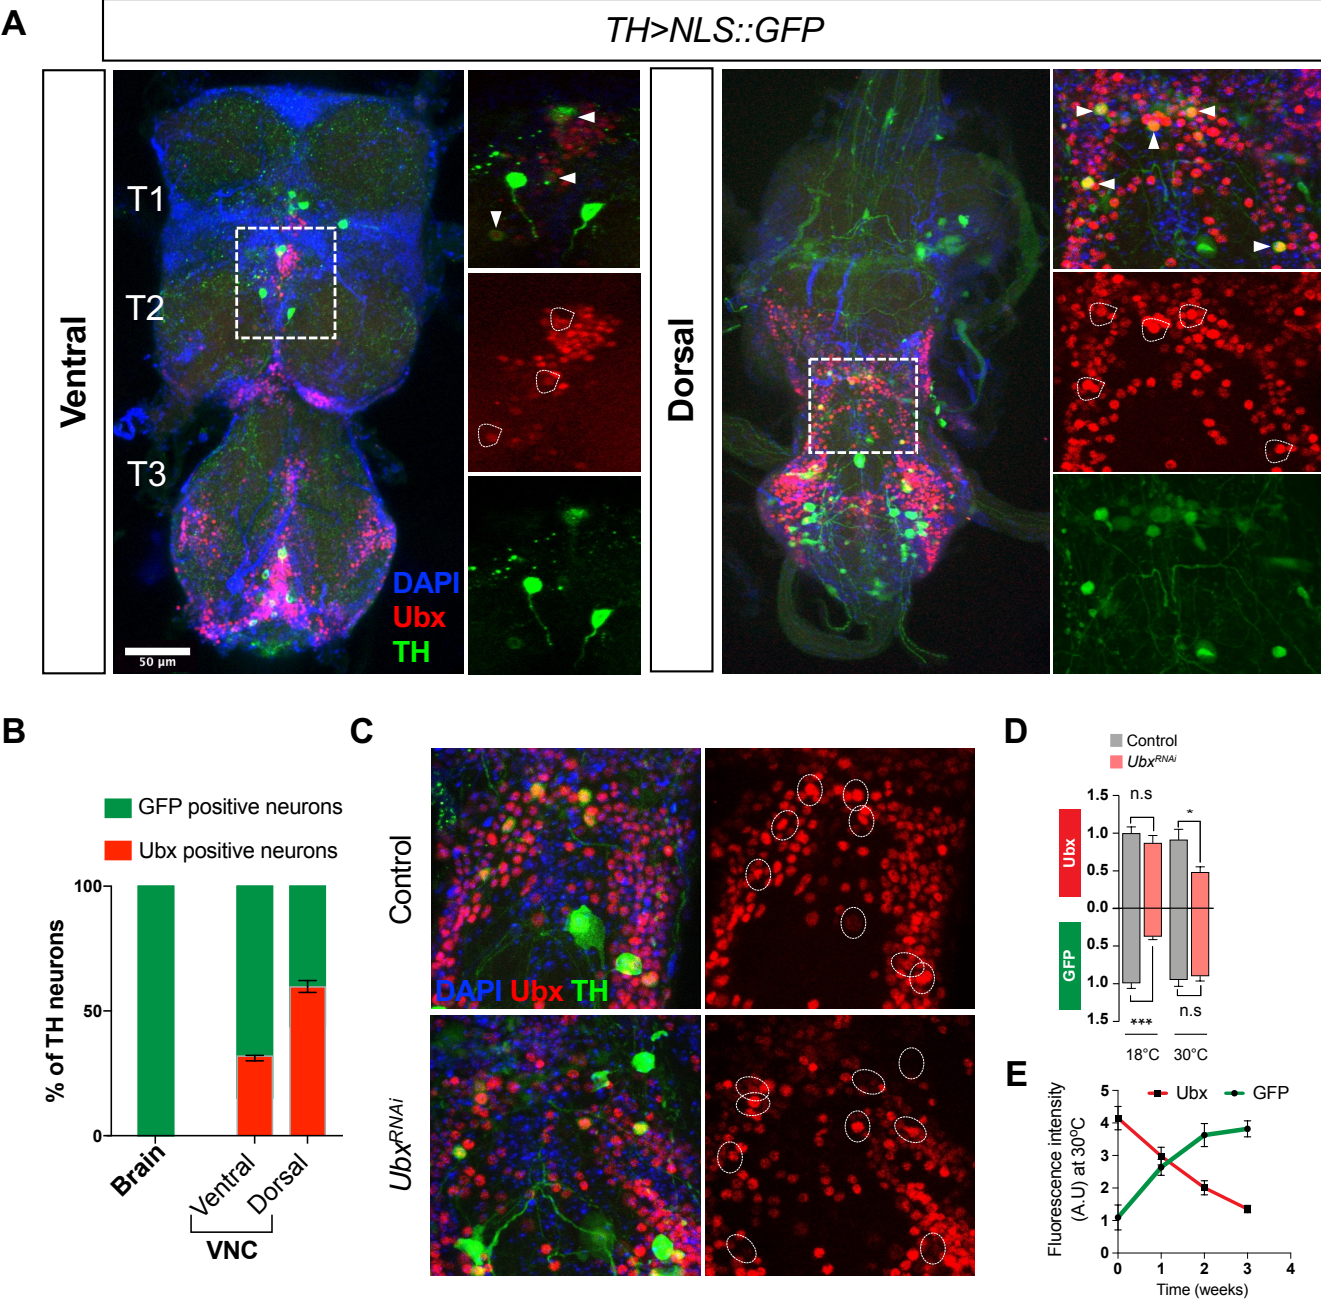 A
TH>NLS::GFP
Ventral
T1
T2
T3
DAPI
Ubx
TH
50 µm
Dorsal
B
GFP positive neurons
Ubx positive neurons
% of TH neurons
100
50
0
Brain
Ventral
Dorsal
VNC
C
Control
DAPI Ubx TH
UbxRNAi
D
Control
UbxRNAi
Ubx
GFP
1.5
1.0
0.5
0.0
0.5
1.0
1.5
n.s
*
***
n.s
18°C
30°C
E
Ubx
GFP
Fluorescence intensity
(A.U) at 30°C
5
4
3
2
1
0
0 1 2 3 4
Time (weeks)